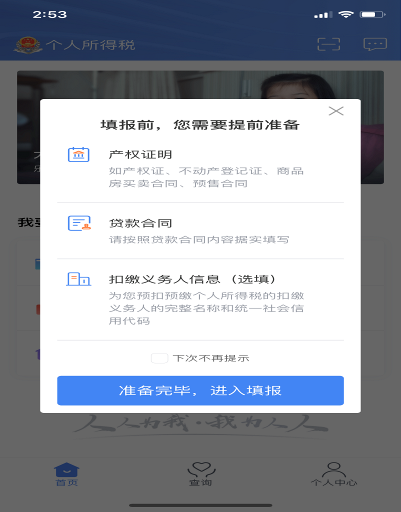 2:53
个人所得税
填报前，您需要提前准备
产权证明
如产权证、不动产登记证、商品
房买卖合同、预售合同
贷款合同
请按照贷款合同内容据实填写
扣缴义务人信息（选填）
为您预扣预缴个人所得税的扣缴
义务人的完整名称和统一社会信
用代码
下次不再提示
准备完毕，进入填报
人人为我·我为人人
首页
查询
个人中心